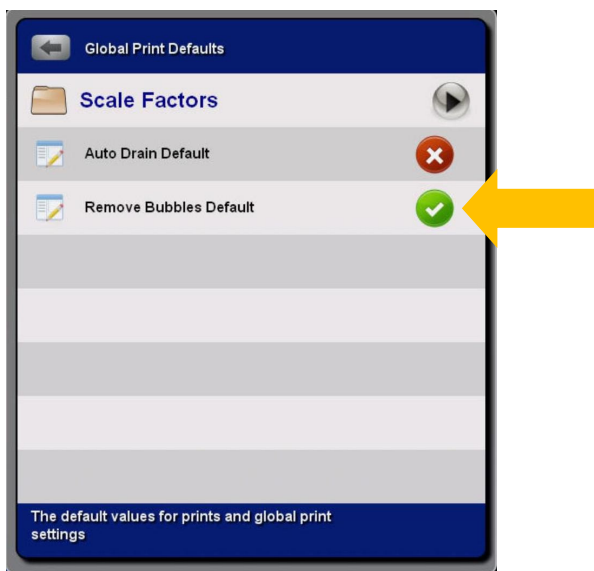 Global Print Defaults
Scale Factors
Auto Drain Default
Remove Bubbles Default
The default values for prints and global print
settings